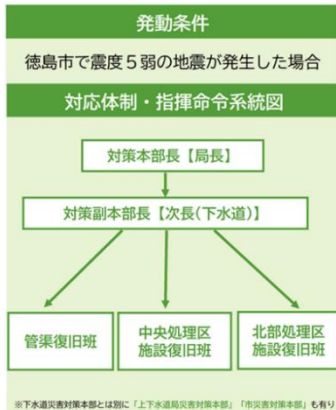 発動条件
徳島市で震度5弱の地震が発生した場合
対応体制・指揮命令系統図
対策本部長【局長】
対策副本部長【次長(下水道)】
管渠復旧班
中央処理区
施設復旧班
北部処理区
施設復旧班
※下水道災害対策本部とは別に「上下水道局災害対策本部」「市災害対策本部」も有り